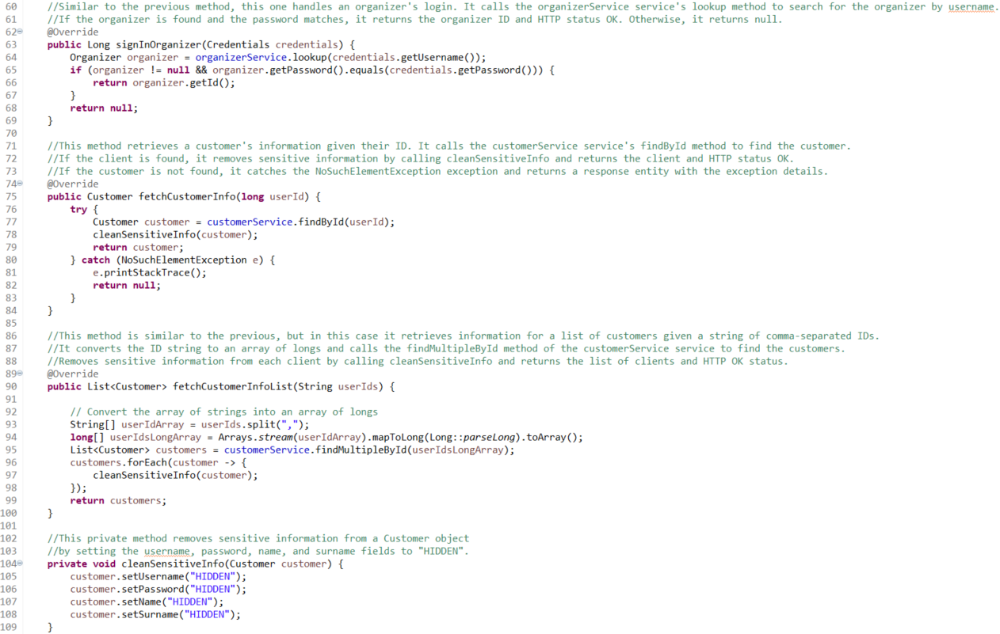 60 //Similar to the previous method, this one handles an organizer's login. It calls the organizerService service's lookup method to search for the organizer by username.
61 //If the organizer is found and the password matches, it returns the organizer ID and HTTP status OK. Otherwise, it returns null.
62 @Override
63 public Long signInOrganizer(Credentials credentials) {
64 Organizer organizer = organizerService.lookup(credentials.getUsername());
65 if (organizer != null && organizer.getPassword().equals(credentials.getPassword())) {
66 return organizer.getId();
67 }
68 return null;
69 }
70
71 //This method retrieves a customer's information given their ID. It calls the customerService service's findById method to find the customer.
72 //If the client is found, it removes sensitive information by calling cleanSensitiveInfo and returns the client and HTTP status OK.
73 //If the customer is not found, it catches the NoSuchElementException exception and returns a response entity with the exception details.
74 @Override
75 public Customer fetchCustomerInfo(long userId) {
76 try {
77 Customer customer = customerService.findById(userId);
78 cleanSensitiveInfo(customer);
79 return customer;
80 } catch (NoSuchElementException e) {
81 e.printStackTrace();
82 return null;
83 }
84 }
85
86 //This method is similar to the previous, but in this case it retrieves information for a list of customers given a string of comma-separated IDs.
87 //It converts the ID string to an array of longs and calls the findMultipleById method of the customerService service to find the customers.
88 //Removes sensitive information from each client by calling cleanSensitiveInfo and returns the list of clients and HTTP OK status.
89 @Override
90 public List<Customer> fetchCustomerInfoList(String userIds) {
91
92 // Convert the array of strings into an array of longs
93 String[] userIdArray = userIds.split(",");
94 long[] userIdsLongArray = Arrays.stream(userIdArray).mapToLong(Long::parseLong).toArray();
95 List<Customer> customers = customerService.findMultipleById(userIdsLongArray);
96 customers.forEach(customer -> {
97 cleanSensitiveInfo(customer);
98 });
99 return customers;
100 }
101
102 //This private method removes sensitive information from a Customer object
103 //by setting the username, password, name, and surname fields to "HIDDEN".
104 private void cleanSensitiveInfo(Customer customer) {
105 customer.setUsername("HIDDEN");
106 customer.setPassword("HIDDEN");
107 customer.setName("HIDDEN");
108 customer.setSurname("HIDDEN");
109 }